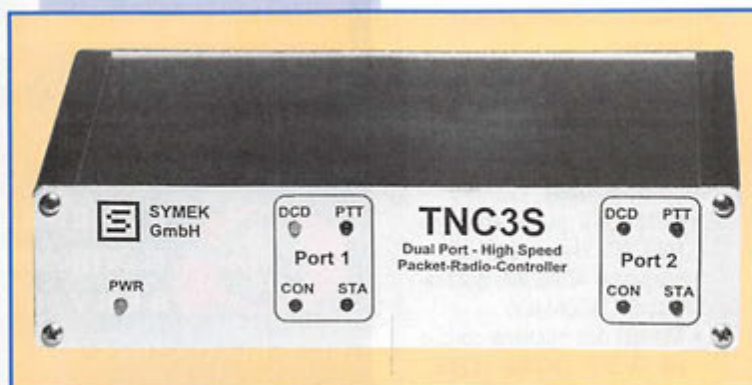 SYMEK
GmbH
PWR
DCD PTT
Port 1
CON STA
TNC3S
Dual Port - High Speed
Packet-Radio-Controller
DCD PTT
Port 2
CON STA